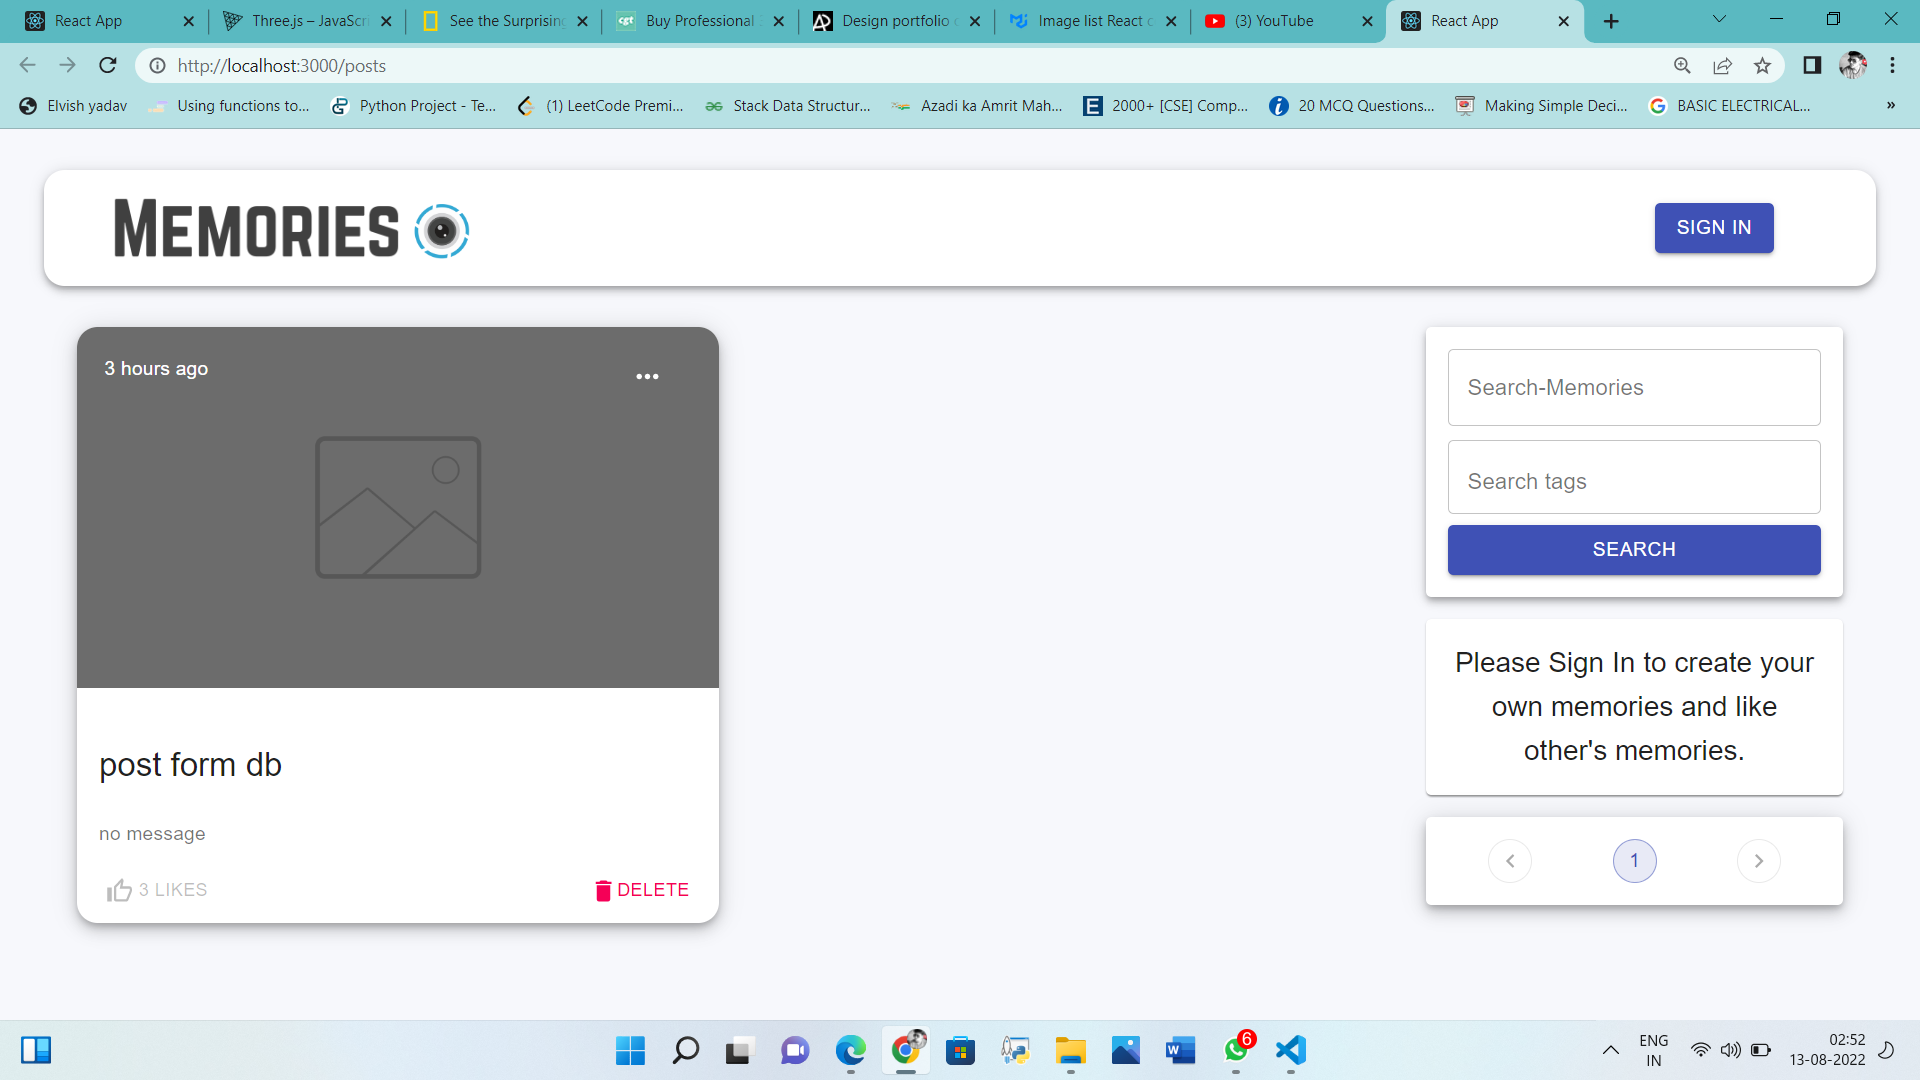 React App
Three.js – JavaScri
See the Surprising
Buy Professional 3
Design portfolio c
Image list React c
(3) YouTube
React App
http://localhost:3000/posts
Elvish yadav
Using functions to...
Python Project - Te...
(1) LeetCode Premi...
Stack Data Structur...
Azadi ka Amrit Mah...
2000+ [CSE] Comp...
20 MCQ Questions...
Making Simple Deci...
BASIC ELECTRICAL...
»
MEMORIES
SIGN IN
3 hours ago
post form db
no message
3 LIKES
DELETE
Search-Memories
Search tags
SEARCH
Please Sign In to create your
own memories and like
other's memories.
1
6
ENG
IN
02:52
13-08-2022